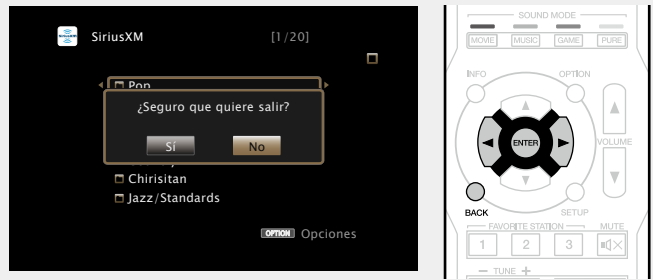 SiriusXM [1/20]
Pop
¿Seguro que quiere salir?
Sí No
Chirisitan
Jazz/Standards
OPTION Opciones
SOUND MODE
MOVIE MUSIC GAME PURE
INFO OPTION
ENTER
VOLUME
BACK SETUP
FAVORITE STATION MUTE
1 2 3
− TUNE +